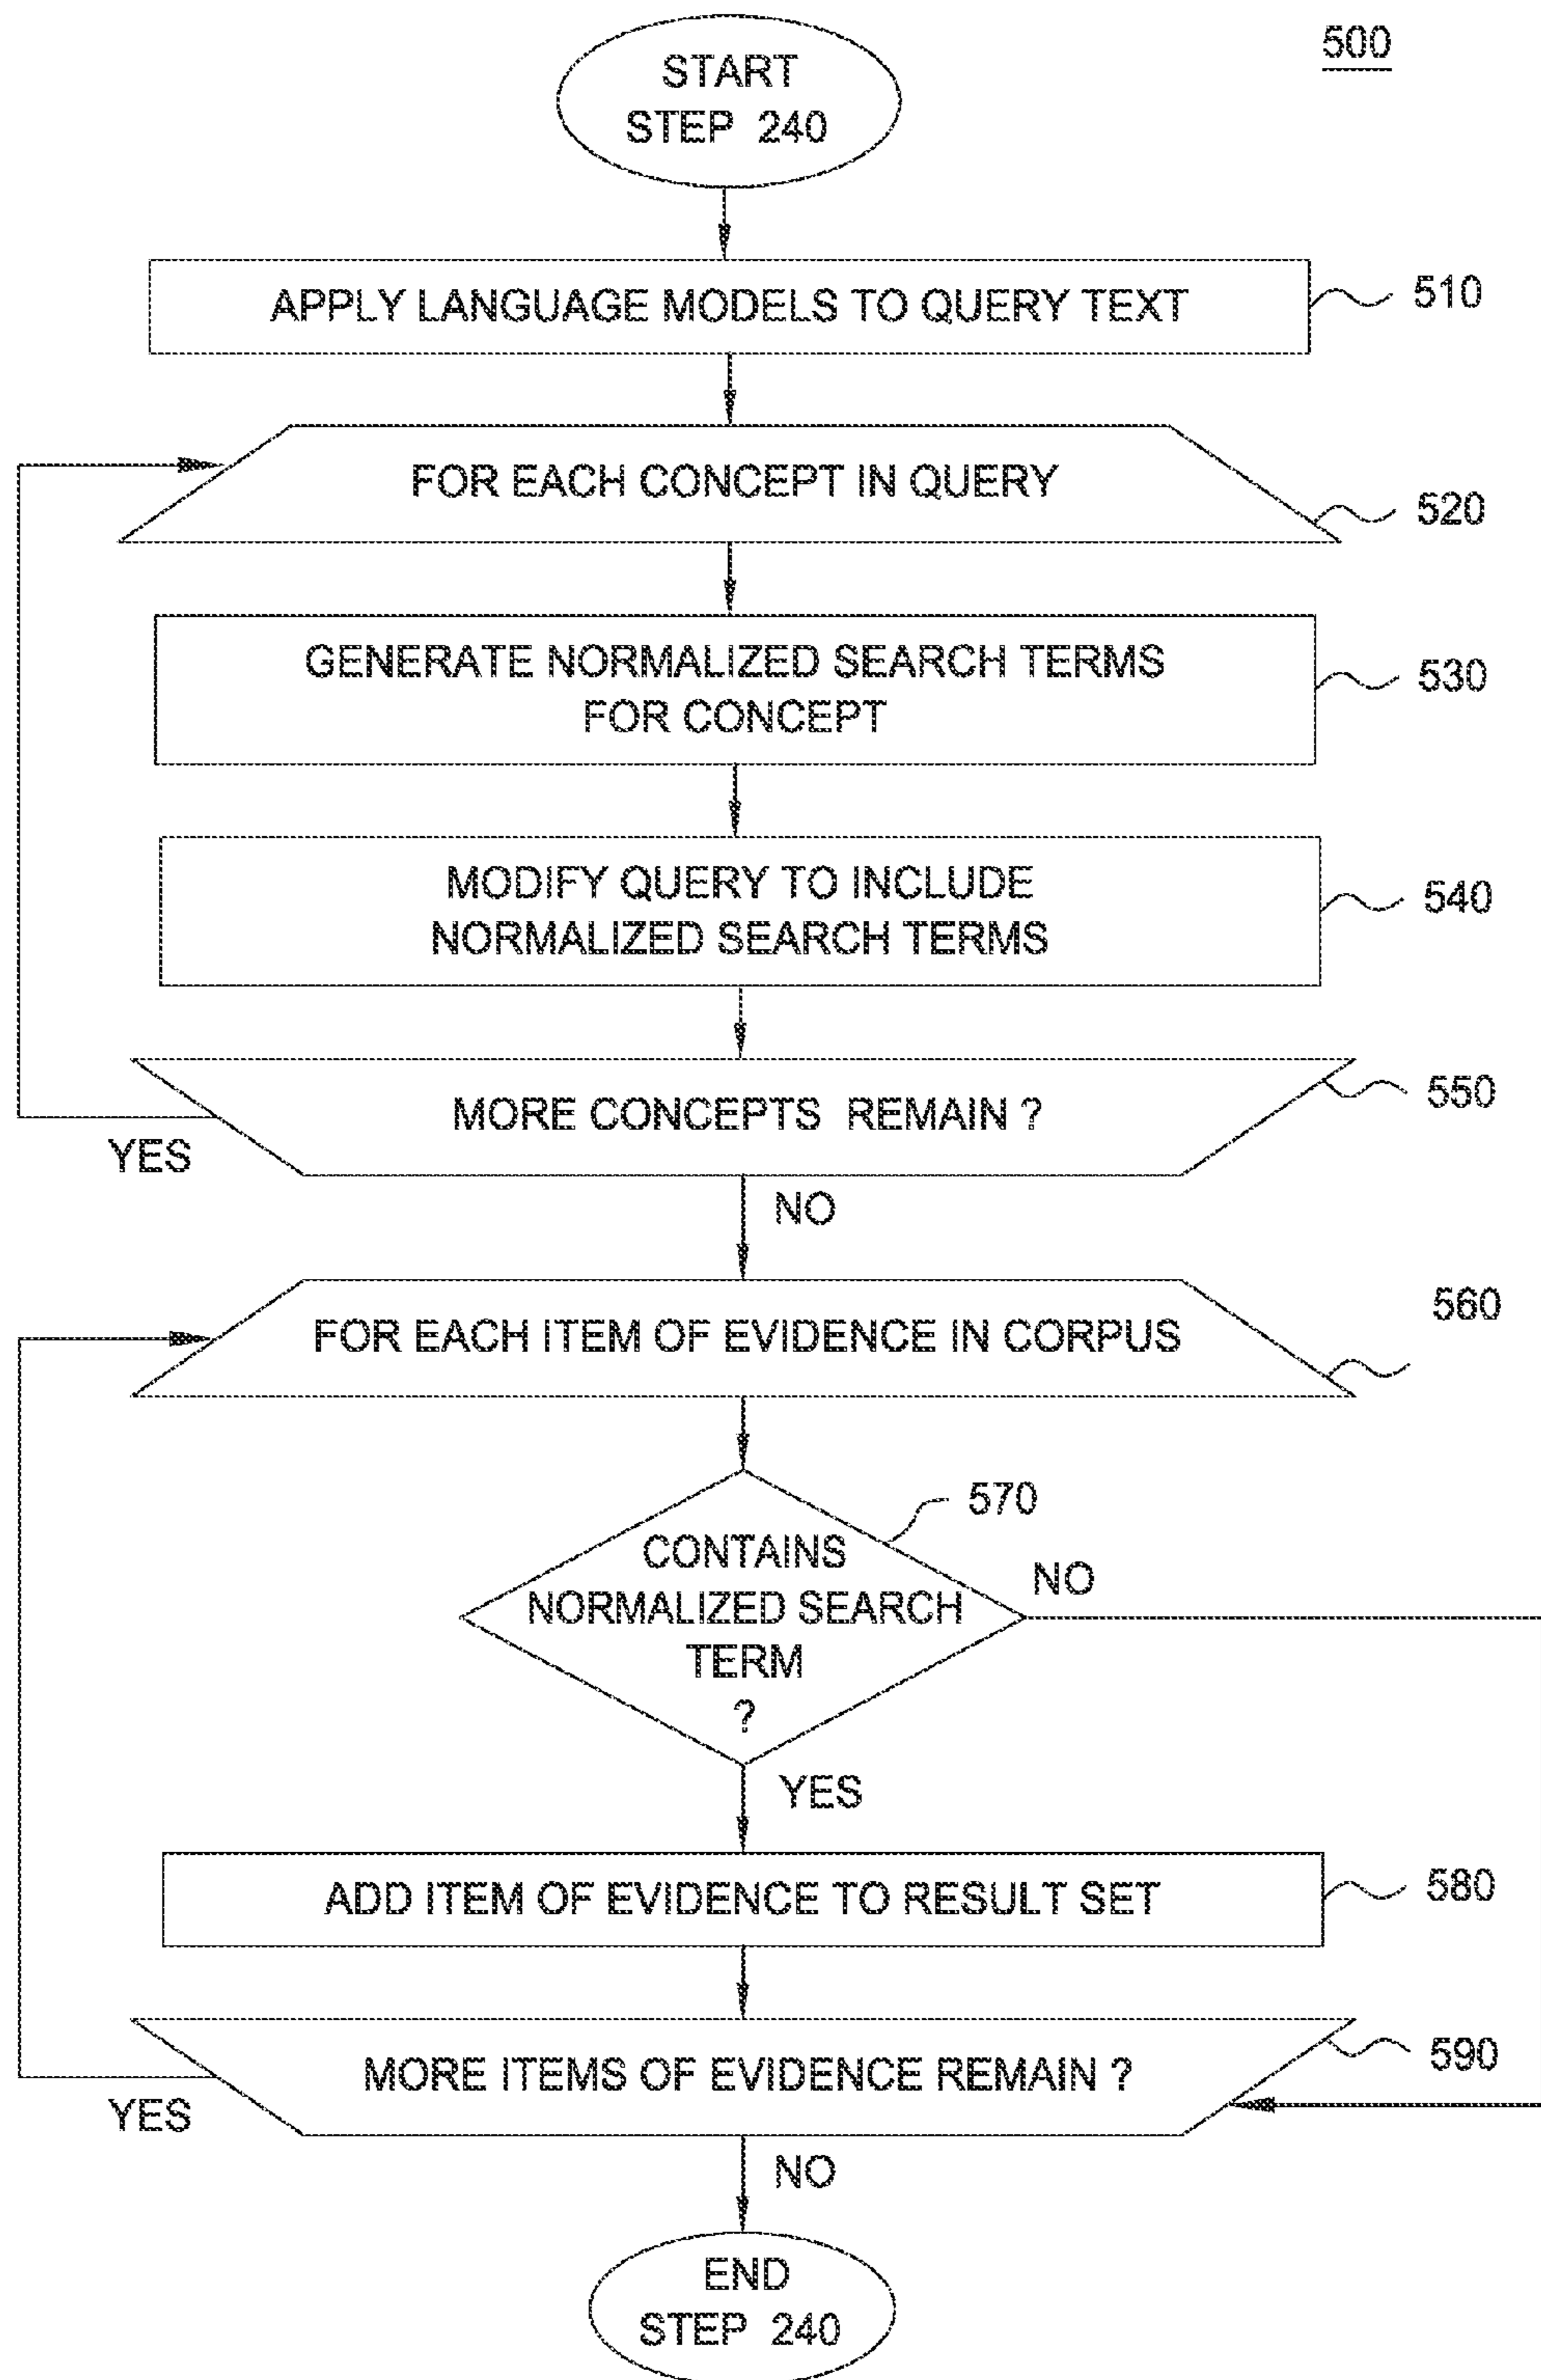 500
START
STEP 240
APPLY LANGUAGE MODELS TO QUERY TEXT
510
FOR EACH CONCEPT IN QUERY
520
GENERATE NORMALIZED SEARCH TERMS
FOR CONCEPT
530
MODIFY QUERY TO INCLUDE
NORMALIZED SEARCH TERMS
540
MORE CONCEPTS REMAIN ?
550
YES
NO
FOR EACH ITEM OF EVIDENCE IN CORPUS
560
570
CONTAINS
NORMALIZED SEARCH
TERM
?
NO
YES
ADD ITEM OF EVIDENCE TO RESULT SET
580
MORE ITEMS OF EVIDENCE REMAIN ?
590
YES
NO
END
STEP 240